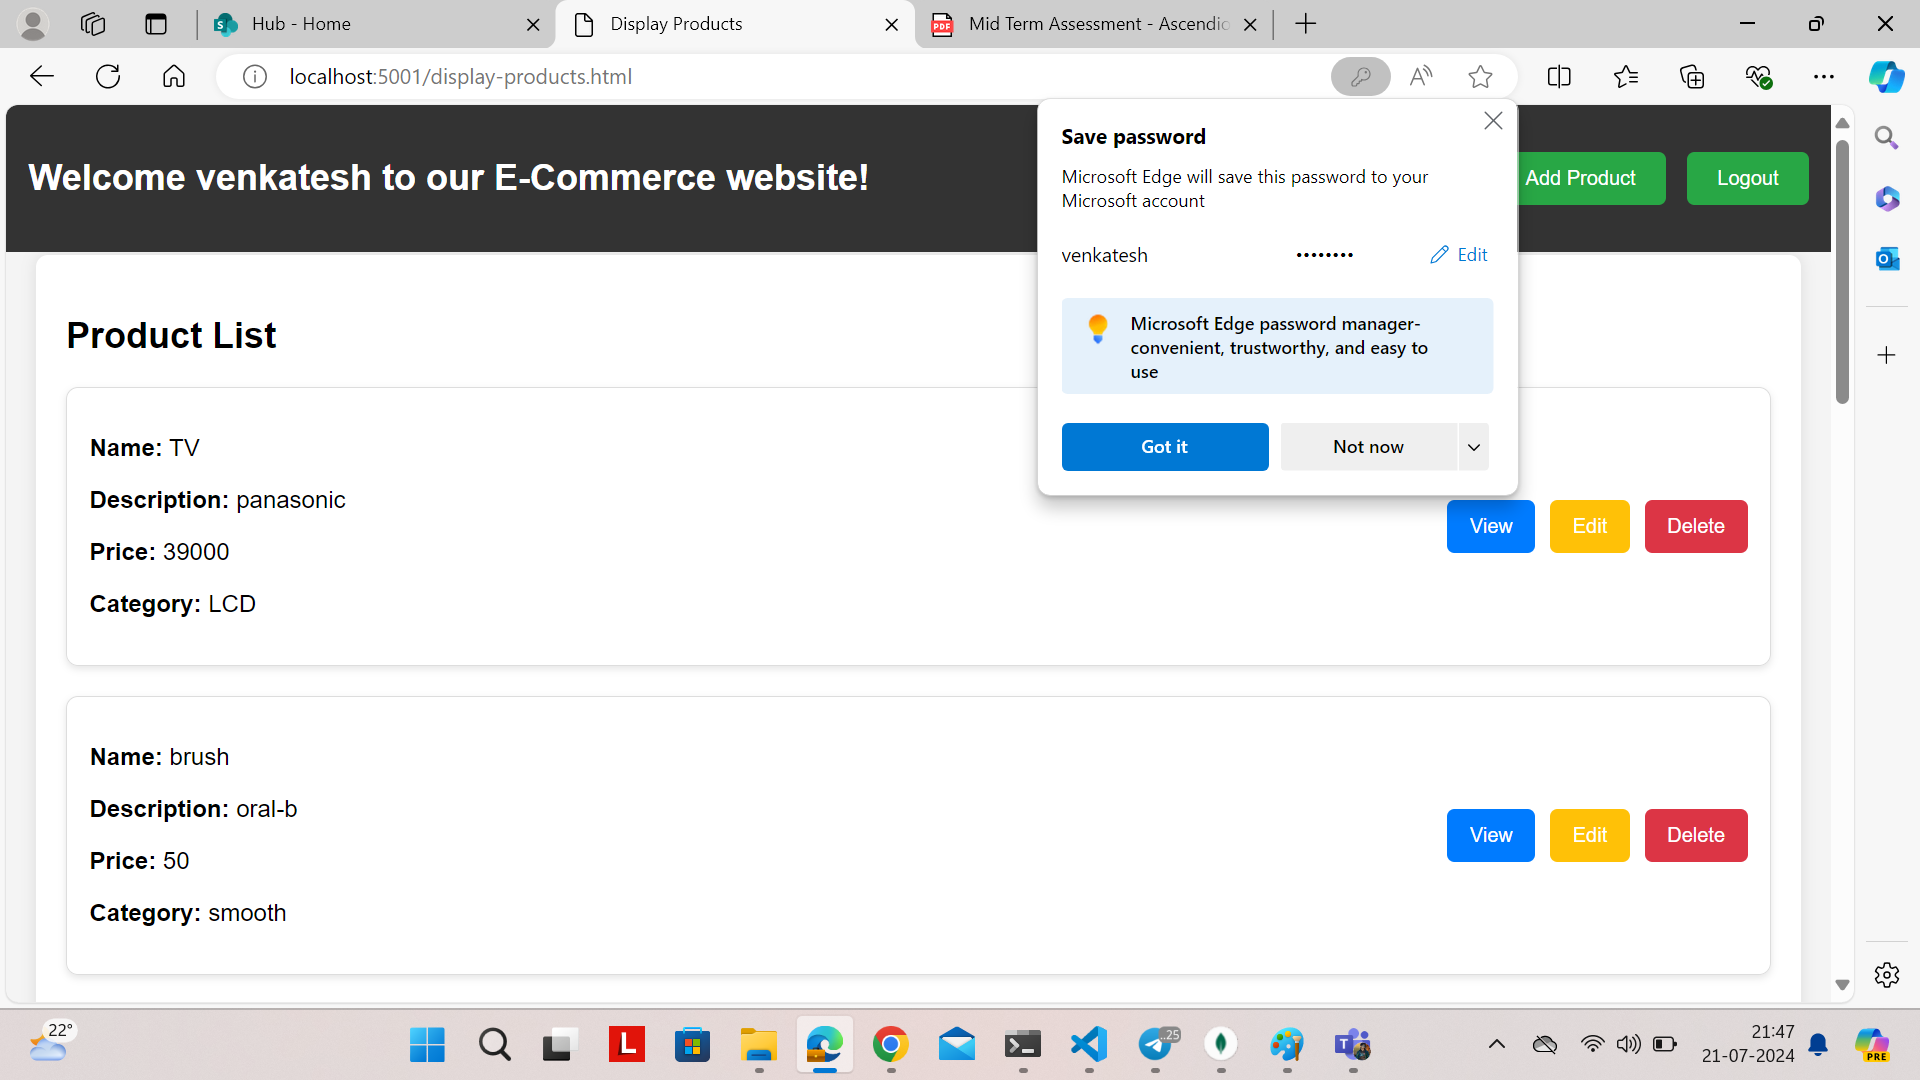 Hub - Home
Display Products
Mid Term Assessment - Ascendio
localhost:5001/display-products.html
Welcome venkatesh to our E-Commerce website!
Add Product
Logout
Save password
Microsoft Edge will save this password to your
Microsoft account
venkatesh
••••••••
Edit
Microsoft Edge password manager-
convenient, trustworthy, and easy to
use
Got it
Not now
Product List
Name: TV
Description: panasonic
Price: 39000
Category: LCD
View
Edit
Delete
Name: brush
Description: oral-b
Price: 50
Category: smooth
View
Edit
Delete
22°
L
..25
21:47
21-07-2024
PRE